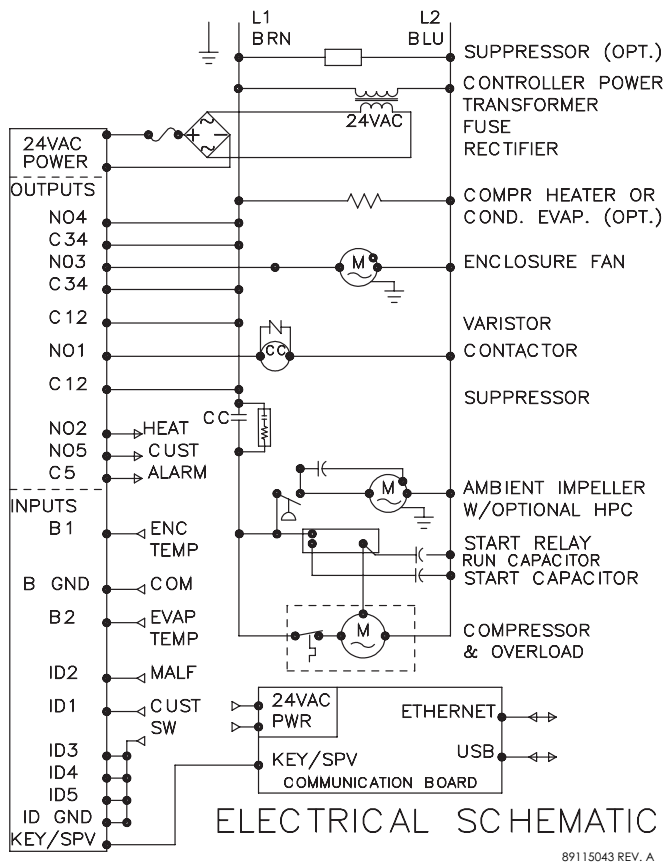 L1 L2
BRN BLU
SUPPRESSOR (OPT.)
CONTROLLER POWER
TRANSFORMER
24VAC
FUSE
RECTIFIER
24VAC
POWER
OUTPUTS
COMPR HEATER OR
COND. EVAP. (OPT.)
NO4
C34
NO3
M
ENCLOSURE FAN
C34
C12
VARISTOR
N
NO1
CC
CONTACTOR
C12
SUPPRESSOR
CC
NO2 HEAT
NO5 CUST
C5 ALARM
INPUTS
M
AMBIENT IMPELLER
W/OPTIONAL HPC
B1 ENC
TEMP
START RELAY
RUN CAPACITOR
START CAPACITOR
B GND COM
B2 EVAP
TEMP
M
COMPRESSOR
& OVERLOAD
ID2 MALF
ID1 CUST
SW
24VAC
PWR
ETHERNET
USB
KEY/SPV
COMMUNICATION BOARD
ID3
ID4
ID5
ID GND
KEY/SPV
ELECTRICAL SCHEMATIC
89115043 REV. A